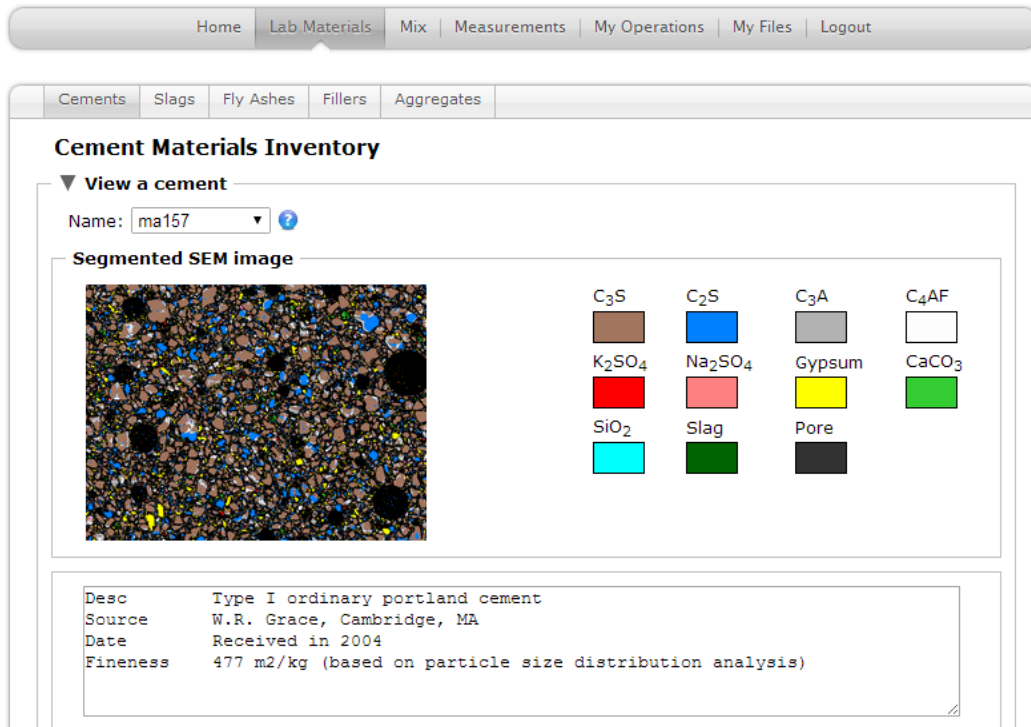 Home Lab Materials Mix Measurements My Operations My Files Logout
Cements Slags Fly Ashes Fillers Aggregates
Cement Materials Inventory
▼ View a cement
Name: ma157
Segmented SEM image
C3S C2S C3A C4AF
K2SO4 Na2SO4 Gypsum CaCO3
SiO2 Slag Pore
Desc Type I ordinary portland cement
Source W.R. Grace, Cambridge, MA
Date Received in 2004
Fineness 477 m2/kg (based on particle size distribution analysis)